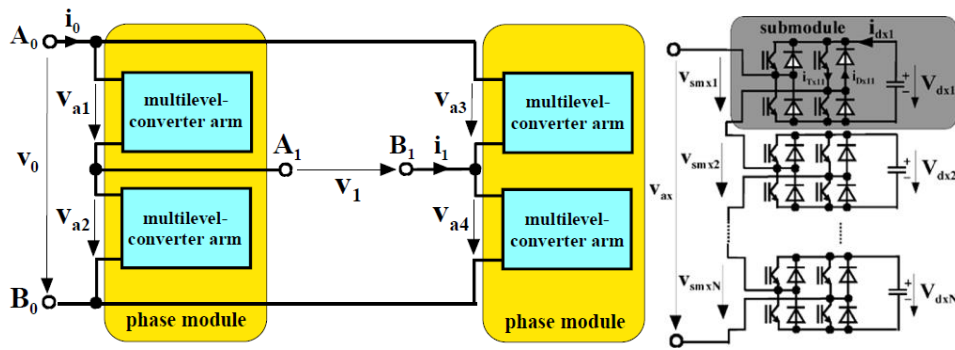 i0
A0
va1
multilevel-
converter arm
v0
A1
va2
multilevel-
converter arm
B0
phase module
v1
B1
i1
va3
multilevel-
converter arm
va4
multilevel-
converter arm
phase module
submodule
idx1
vsmx1
iTx11
iDx11
+
−
Vdx1
vsmx2
+
−
Vdx2
vax
vsmxN
+
−
VdxN